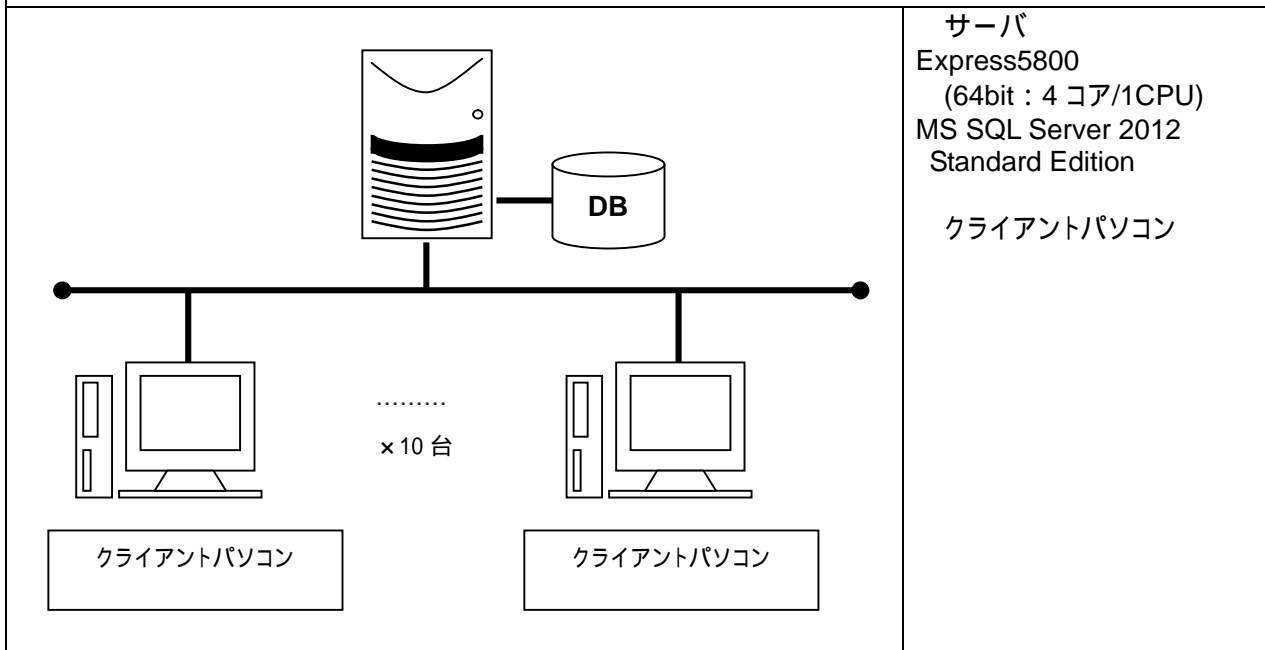 サーバ
Express5800
(64bit：4 コア/1CPU)
MS SQL Server 2012
Standard Edition
クライアントパソコン
DB
………
×10 台
クライアントパソコン
クライアントパソコン